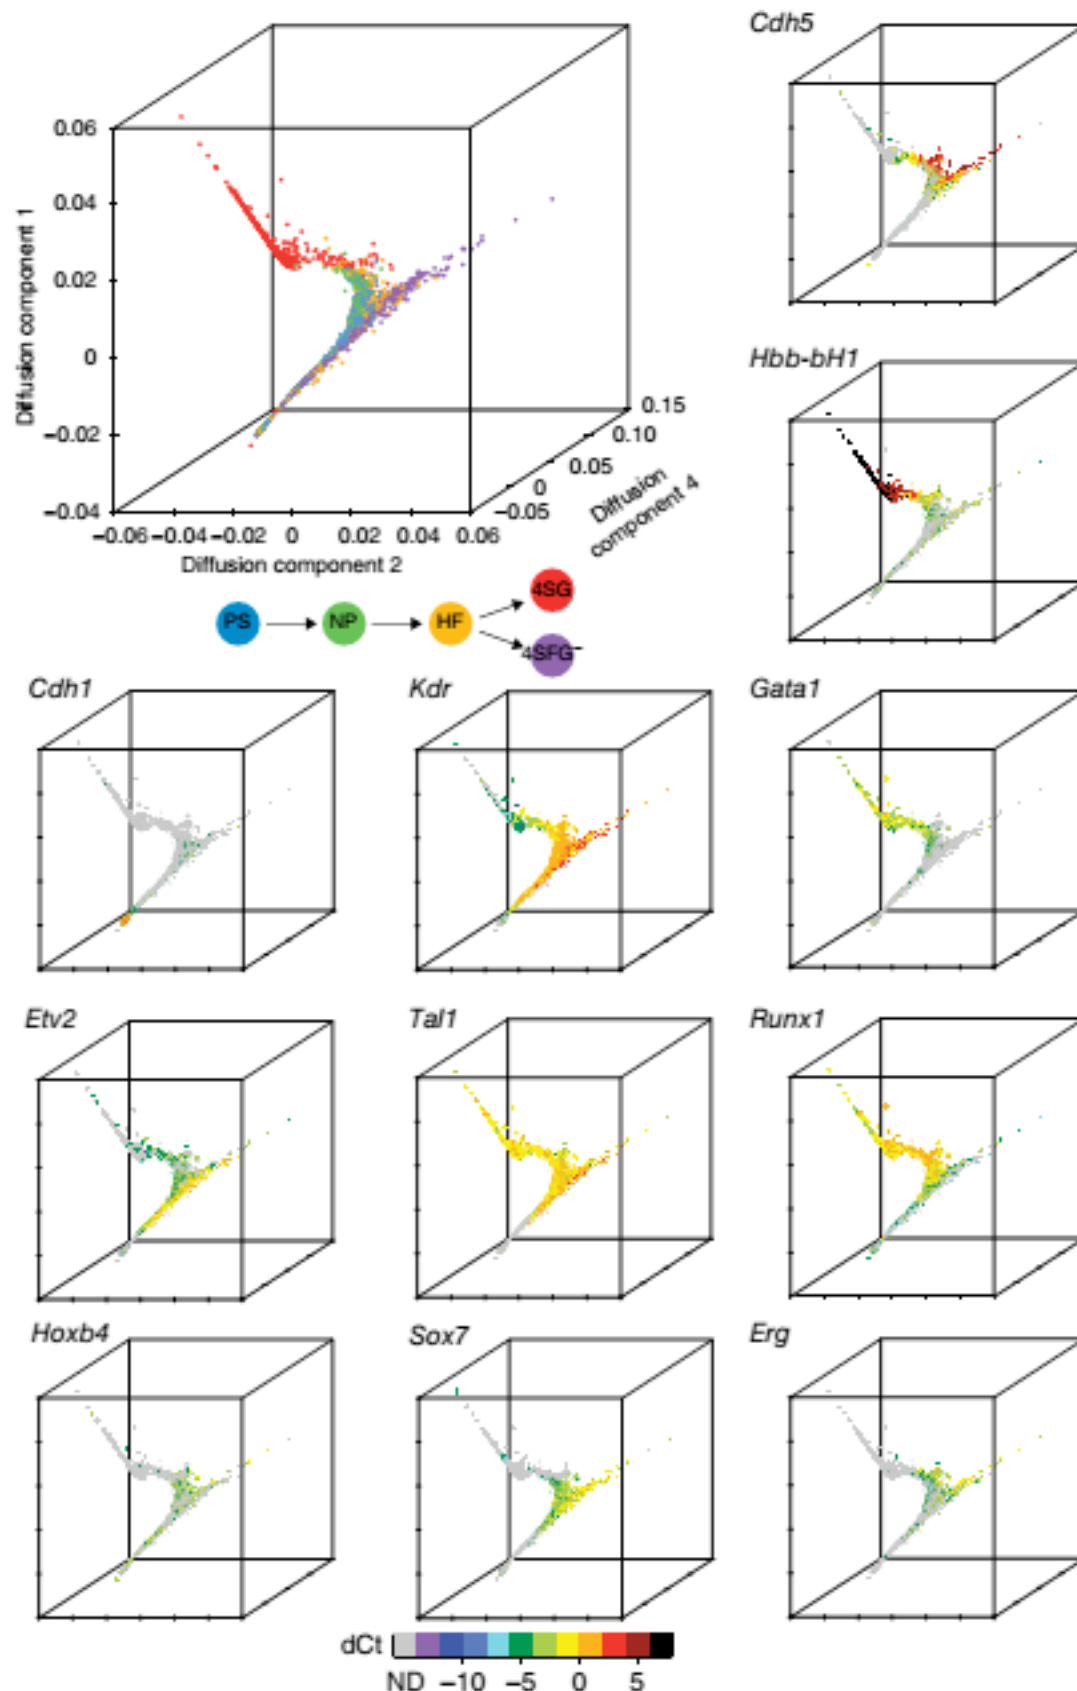 Cdh5
0.06
0.04
0.02
0
−0.02
−0.04
Diffusion component 1
−0.06 −0.04 −0.02 0 0.02 0.04 0.06
Diffusion component 2
−0.05
0
0.05
0.10
0.15
Diffusion
component 4
Hbb-bH1
PS NP HF 4SG
4SFG−
Cdh1 Kdr Gata1
Etv2 Tal1 Runx1
Hoxb4 Sox7 Erg
dCt
ND −10 −5 0 5